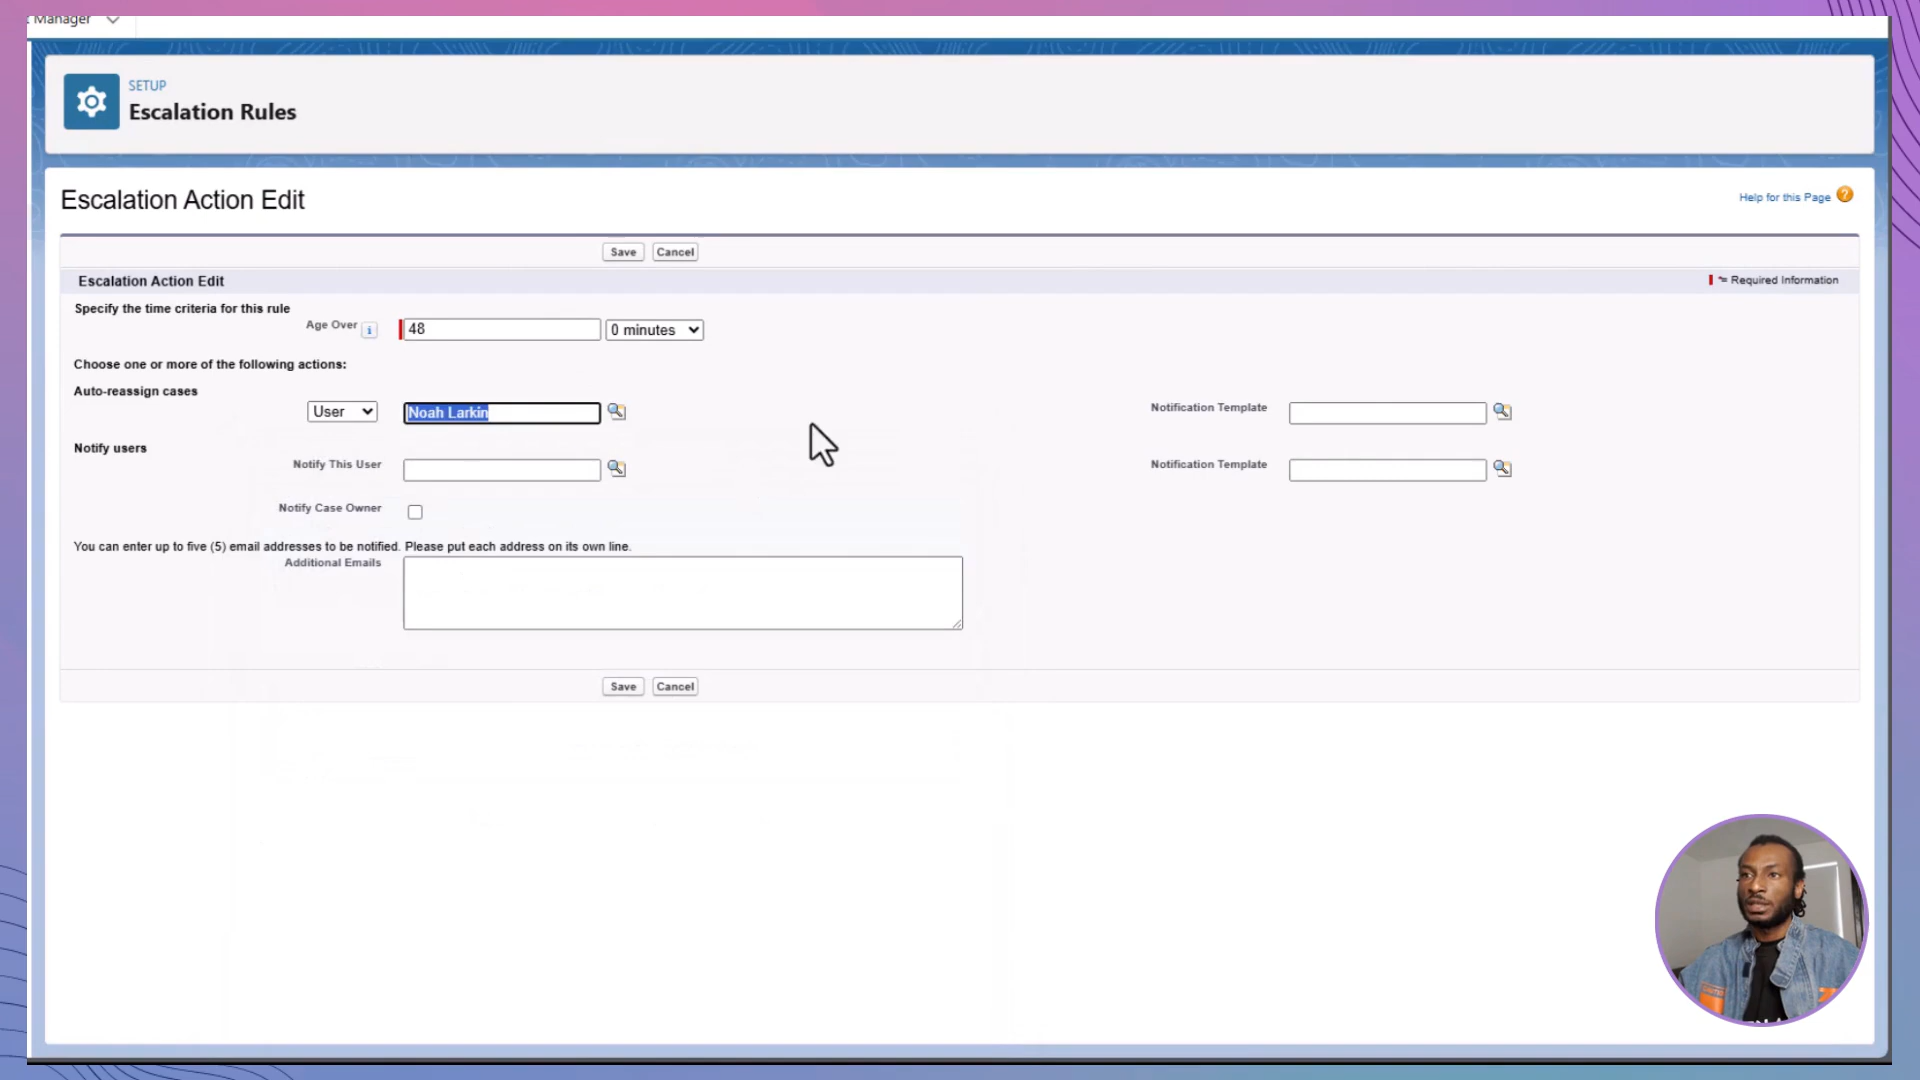 Manager
SETUP
Escalation Rules
Escalation Action Edit
Help for this Page
Save Cancel
Escalation Action Edit
= Required Information
Specify the time criteria for this rule
Age Over 48 0 minutes
Choose one or more of the following actions:
Auto-reassign cases
User Noah Larkin Notification Template
Notify users
Notify This User Notification Template
Notify Case Owner
You can enter up to five (5) email addresses to be notified. Please put each address on its own line.
Additional Emails
Save Cancel